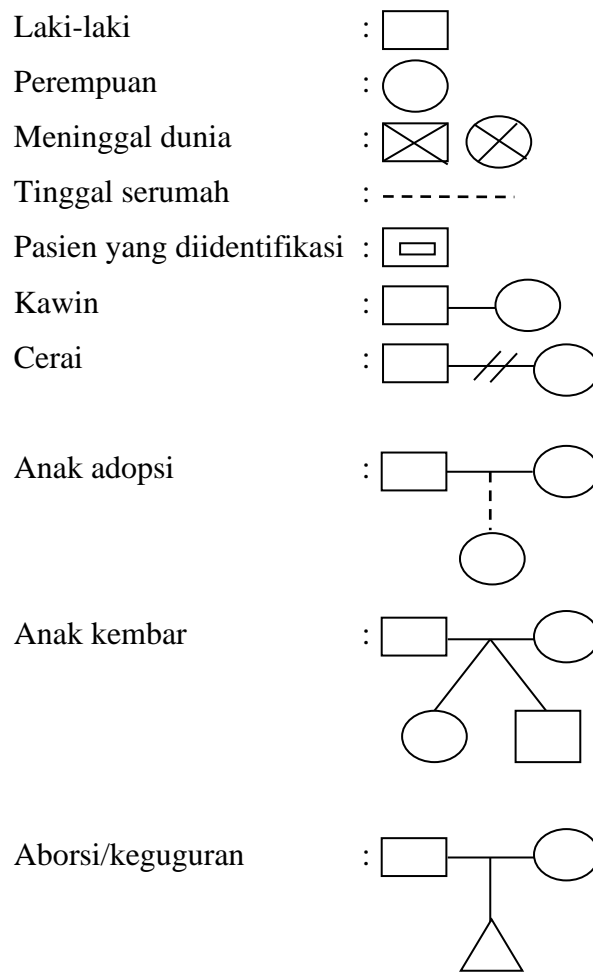 Laki-laki :
Perempuan :
Meninggal dunia :
Tinggal serumah :
Pasien yang diidentifikasi :
Kawin :
Cerai :
Anak adopsi :
Anak kembar :
Aborsi/keguguran :